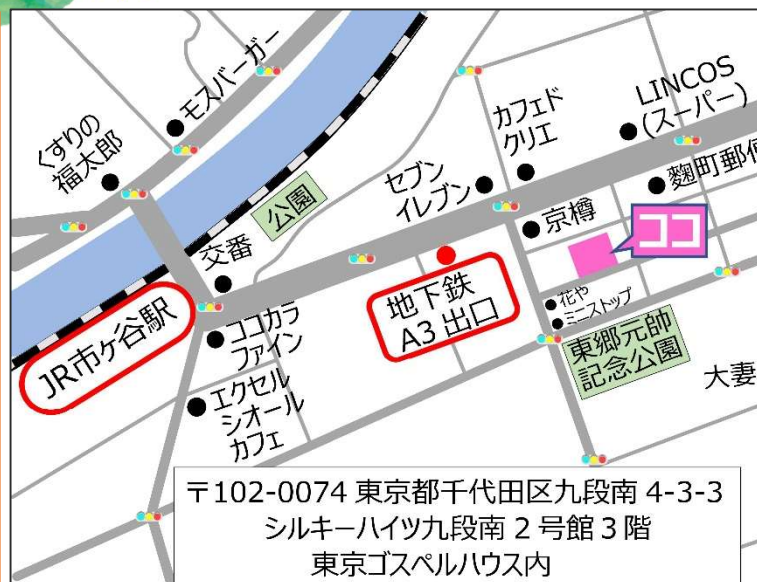 モスバーガー
くすりの
福太郎
公園
交番
セブン
イレブン
カフェド
クリエ
LINCOS
(スーパー)
麴町郵便
京樽
ココ
花や
ミニストップ
地下鉄
A3 出口
JR市ヶ谷駅
ココカラ
ファイン
エクセル
シオール
カフェ
東郷元帥
記念公園
大妻
〒102-0074 東京都千代田区九段南 4-3-3
シルキーハイツ九段南 2 号館 3 階
東京ゴスペルハウス内